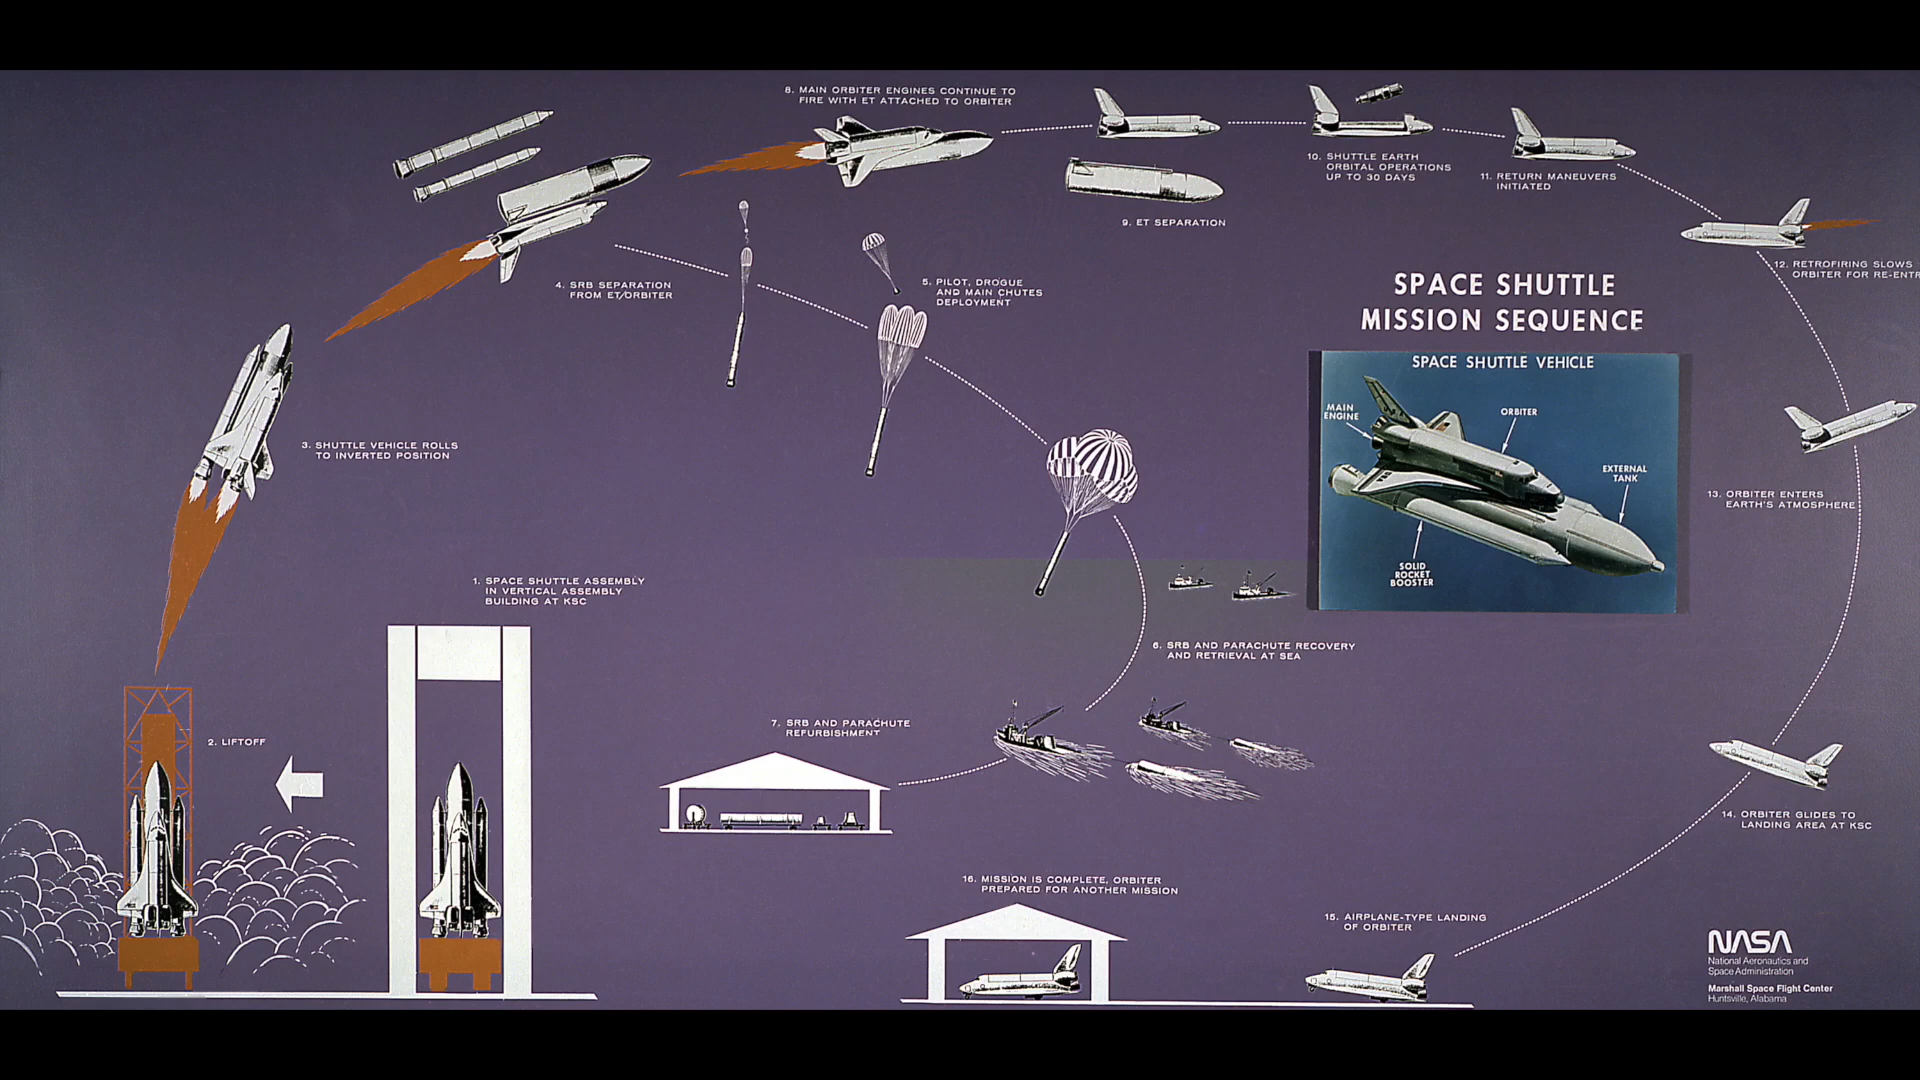 8. MAIN ORBITER ENGINES CONTINUE TO
FIRE WITH ET ATTACHED TO ORBITER
10. SHUTTLE EARTH
ORBITAL OPERATIONS
UP TO 30 DAYS
11. RETURN MANEUVERS
INITIATED
9. ET SEPARATION
12. RETROFIRING SLOWS
ORBITER FOR RE-ENTR
4. SRB SEPARATION
FROM ET/ORBITER
5. PILOT, DROGUE
AND MAIN CHUTES
DEPLOYMENT
SPACE SHUTTLE
MISSION SEQUENCE
SPACE SHUTTLE VEHICLE
MAIN
ENGINE
ORBITER
EXTERNAL
TANK
SOLID
ROCKET
BOOSTER
3. SHUTTLE VEHICLE ROLLS
TO INVERTED POSITION
13. ORBITER ENTERS
EARTH'S ATMOSPHERE
1. SPACE SHUTTLE ASSEMBLY
IN VERTICAL ASSEMBLY
BUILDING AT KSC
6. SRB AND PARACHUTE RECOVERY
AND RETRIEVAL AT SEA
7. SRB AND PARACHUTE
REFURBISHMENT
2. LIFTOFF
14. ORBITER GLIDES TO
LANDING AREA AT KSC
16. MISSION IS COMPLETE, ORBITER
PREPARED FOR ANOTHER MISSION
15. AIRPLANE-TYPE LANDING
OF ORBITER
NASA
National Aeronautics and
Space Administration
Marshall Space Flight Center
Huntsville, Alabama